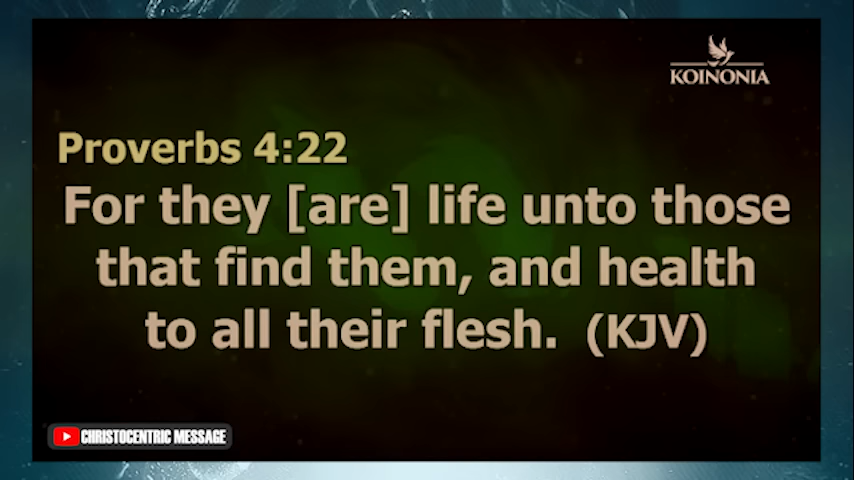 KOINONIA
Proverbs 4:22
For they [are] life unto those
that find them, and health
to all their flesh. (KJV)
CHRISTOCENTRIC MESSAGE